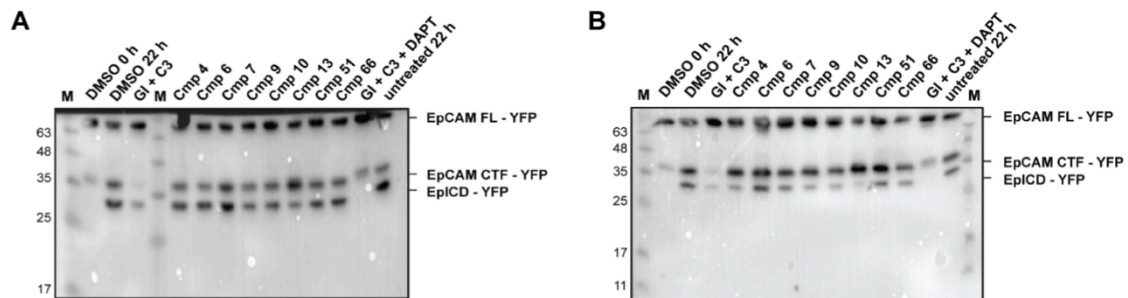 A
M
DMSO 0 h
DMSO 22 h
GI + C3
M
Cmp 4
Cmp 6
Cmp 7
Cmp 9
Cmp 10
Cmp 13
Cmp 51
Cmp 66
GI + C3 + DAPT
untreated 22 h
63
48
35
25
17
EpCAM FL - YFP
EpCAM CTF - YFP
EpICD - YFP
B
M
DMSO 0 h
DMSO 22 h
GI + C3
Cmp 4
Cmp 6
Cmp 7
Cmp 9
Cmp 10
Cmp 13
Cmp 51
Cmp 66
GI + C3 + DAPT
untreated 22 h
M
63
48
35
25
17
11
EpCAM FL - YFP
EpCAM CTF - YFP
EpICD - YFP